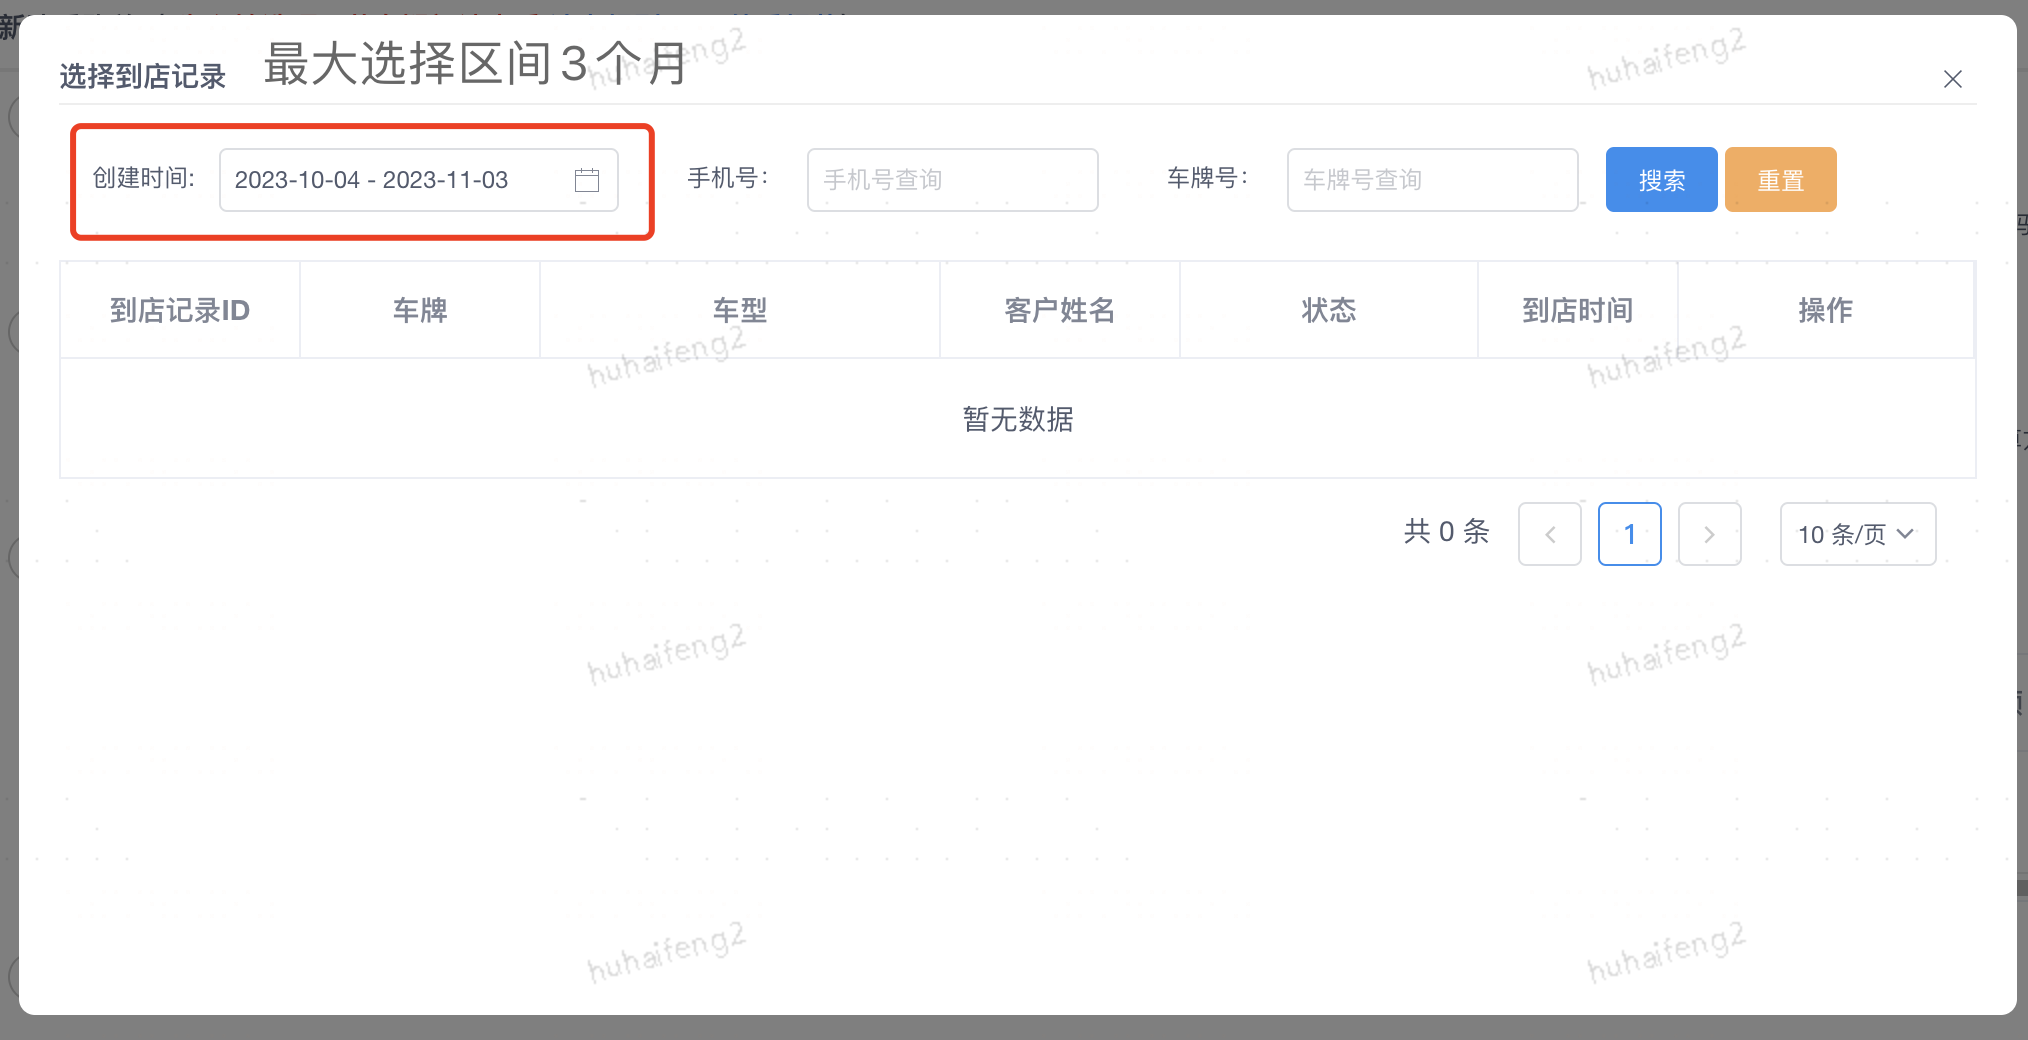 选择到店记录 最大选择区间3个月
创建时间: 2023-10-04 - 2023-11-03 手机号: 手机号查询 车牌号: 车牌号查询 搜索 重置
到店记录ID 车牌 车型 客户姓名 状态 到店时间 操作
暂无数据
共 0 条 1 10 条/页
huhaifeng2 huhaifeng2
huhaifeng2 huhaifeng2
huhaifeng2 huhaifeng2
huhaifeng2 huhaifeng2